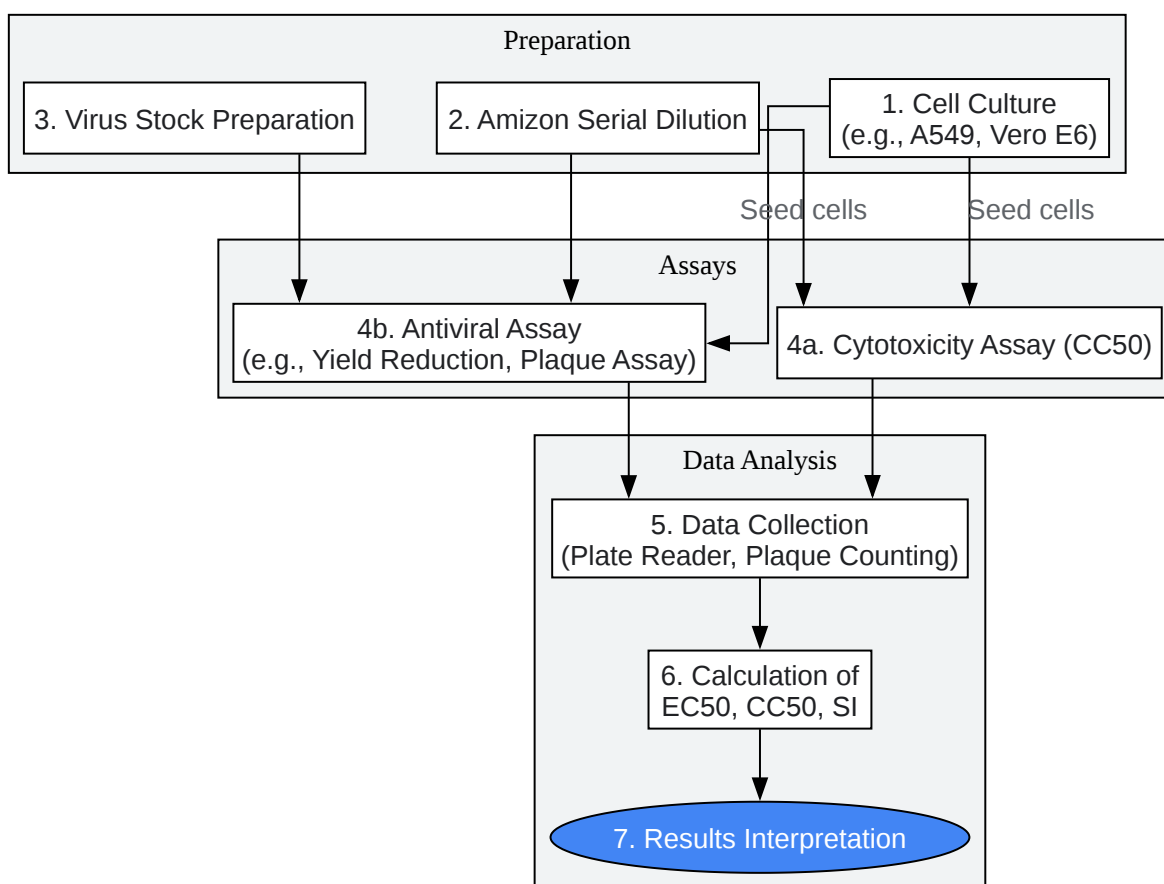 Preparation
3. Virus Stock Preparation
2. Amizon Serial Dilution
1. Cell Culture
(e.g., A549, Vero E6)
Seed cells
Seed cells
Assays
4b. Antiviral Assay
(e.g., Yield Reduction, Plaque Assay)
4a. Cytotoxicity Assay (CC50)
Data Analysis
5. Data Collection
(Plate Reader, Plaque Counting)
6. Calculation of
EC50, CC50, SI
7. Results Interpretation